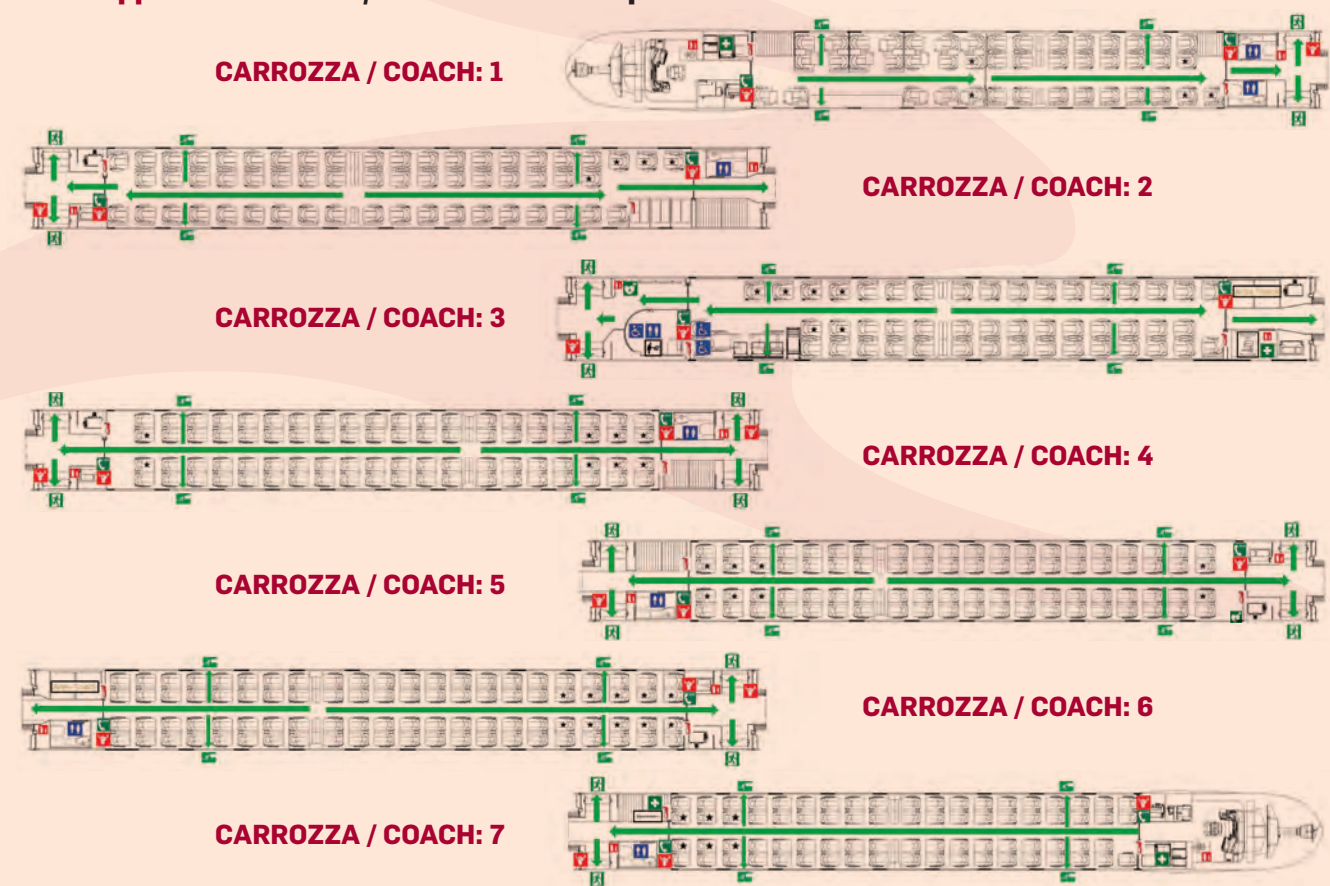 CARROZZA / COACH: 1
CARROZZA / COACH: 2
CARROZZA / COACH: 3
CARROZZA / COACH: 4
CARROZZA / COACH: 5
CARROZZA / COACH: 6
CARROZZA / COACH: 7